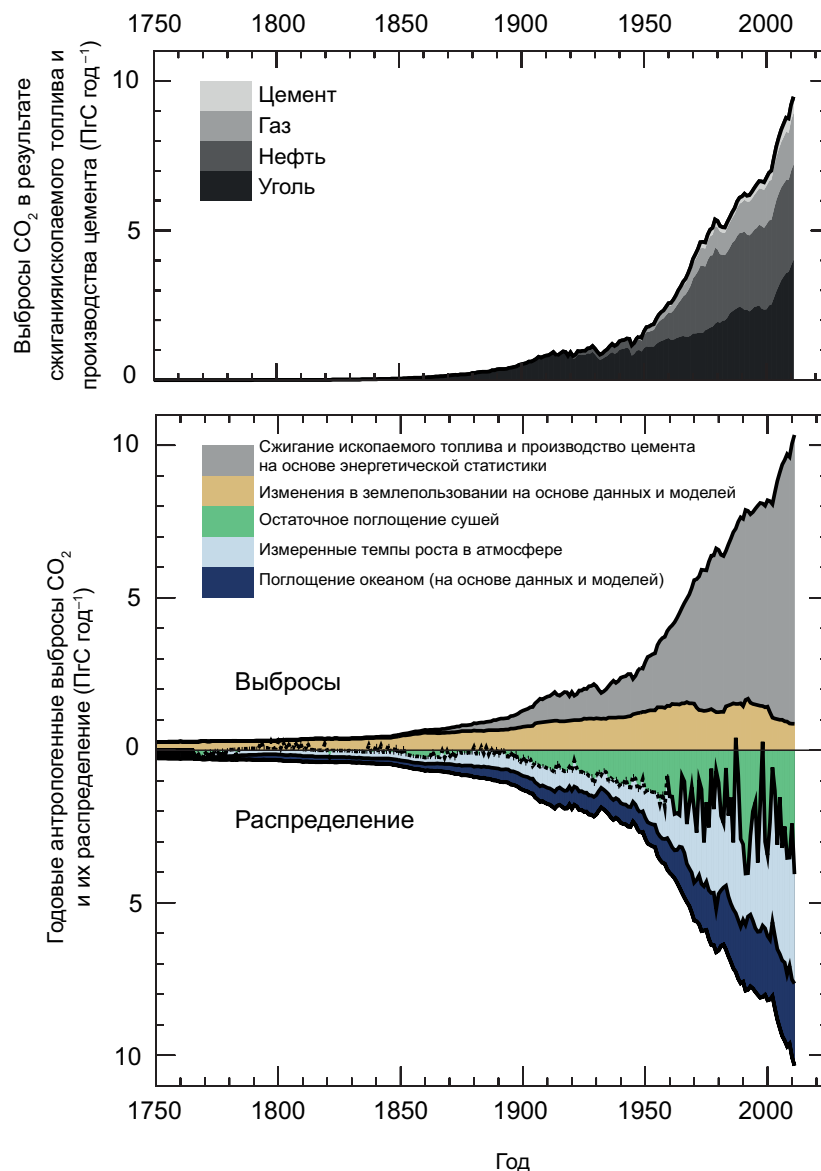 1750 1800 1850 1900 1950 2000
Выбросы CO₂ в результате
сжиганияископаемого топлива и
производства цемента (ПгС год⁻¹)
10
5
0
Цемент
Газ
Нефть
Уголь
Годовые антропотенные выбросы CO₂
и их распределение (ПгС год⁻¹)
10
5
0
5
10
Сжигание ископаемого топлива и производство цемента
на основе энергетической статистики
Изменения в землепользовании на основе данных и моделей
Остаточное поглощение сушей
Измеренные темпы роста в атмосфере
Поглощение океаном (на основе данных и моделей)
Выбросы
Распределение
1750 1800 1850 1900 1950 2000
Год